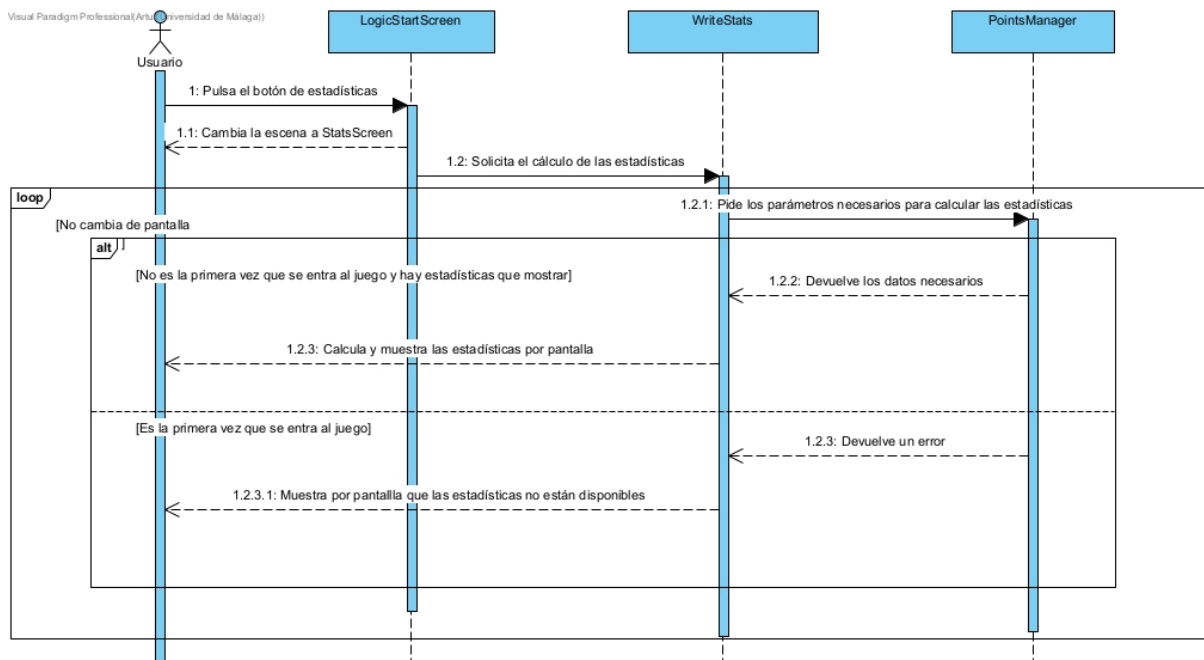 Visual Paradigm Professional(Artur(Universidad de Málaga))
LogicStartScreen
WriteStats
PointsManager
Usuario
1: Pulsa el botón de estadísticas
1.1: Cambia la escena a StatsScreen
1.2: Solicita el cálculo de las estadísticas
loop
1.2.1: Pide los parámetros necesarios para calcular las estadísticas
[No cambia de pantalla
alt ]
[No es la primera vez que se entra al juego y hay estadísticas que mostrar]
1.2.2: Devuelve los datos necesarios
1.2.3: Calcula y muestra las estadísticas por pantalla
[Es la primera vez que se entra al juego]
1.2.3: Devuelve un error
1.2.3.1: Muestra por pantallla que las estadísticas no están disponibles